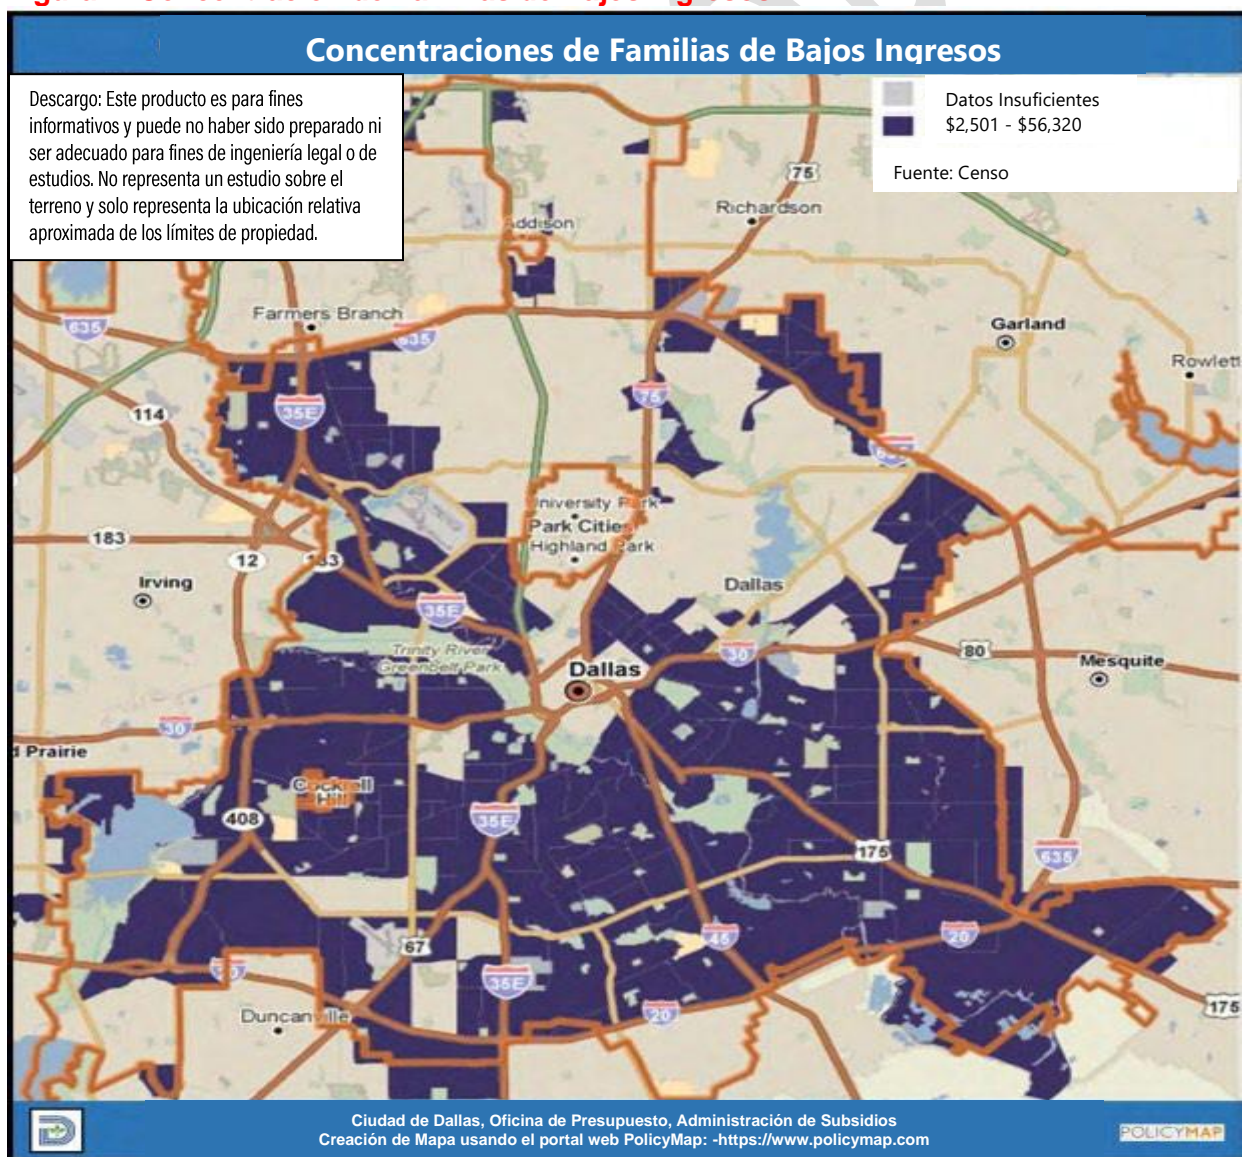 Concentraciones de Familias de Bajos Ingresos
Descargo: Este producto es para fines
informativos y puede no haber sido preparado ni
ser adecuado para fines de ingeniería legal o de
estudios. No representa un estudio sobre el
terreno y solo representa la ubicación relativa
aproximada de los límites de propiedad.
Datos Insuficientes
$2,501 - $56,320
Fuente: Censo
75
Richardson
Addison
Farmers Branch
635
635
Garland
Rowlett
114
35E
75
635
University Park
Park Cities
Highland Park
183
12
183
Irving
35E
Dallas
Trinity River
Greenbelt Park
30
80
Dallas
Mesquite
30
d Prairie
Cockrell
Hill
408
35E
175
635
67
45
20
20
35E
20
175
Duncanville
Ciudad de Dallas, Oficina de Presupuesto, Administración de Subsidios
Creación de Mapa usando el portal web PolicyMap: -https://www.policymap.com
POLICYMAP